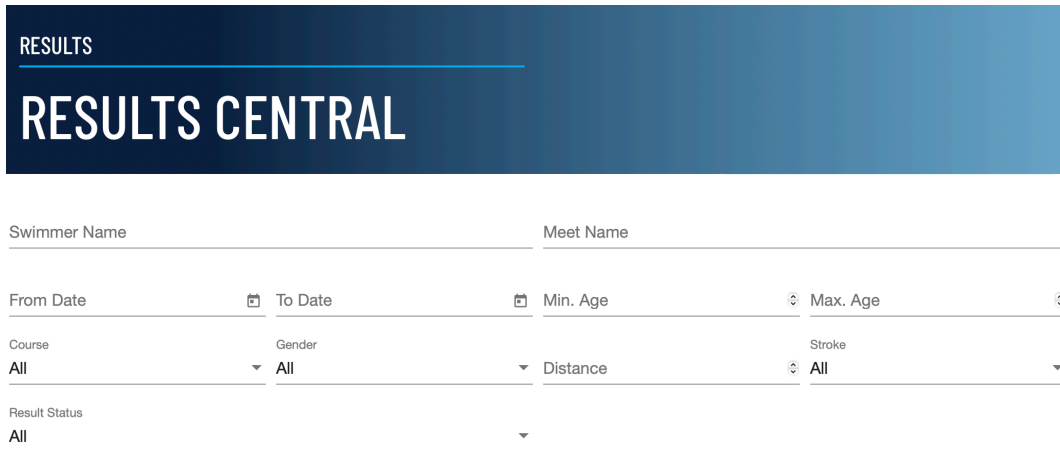 RESULTS
RESULTS CENTRAL
Swimmer Name
Meet Name
From Date
To Date
Min. Age
Max. Age
Course
All
Gender
All
Distance
Stroke
All
Result Status
All